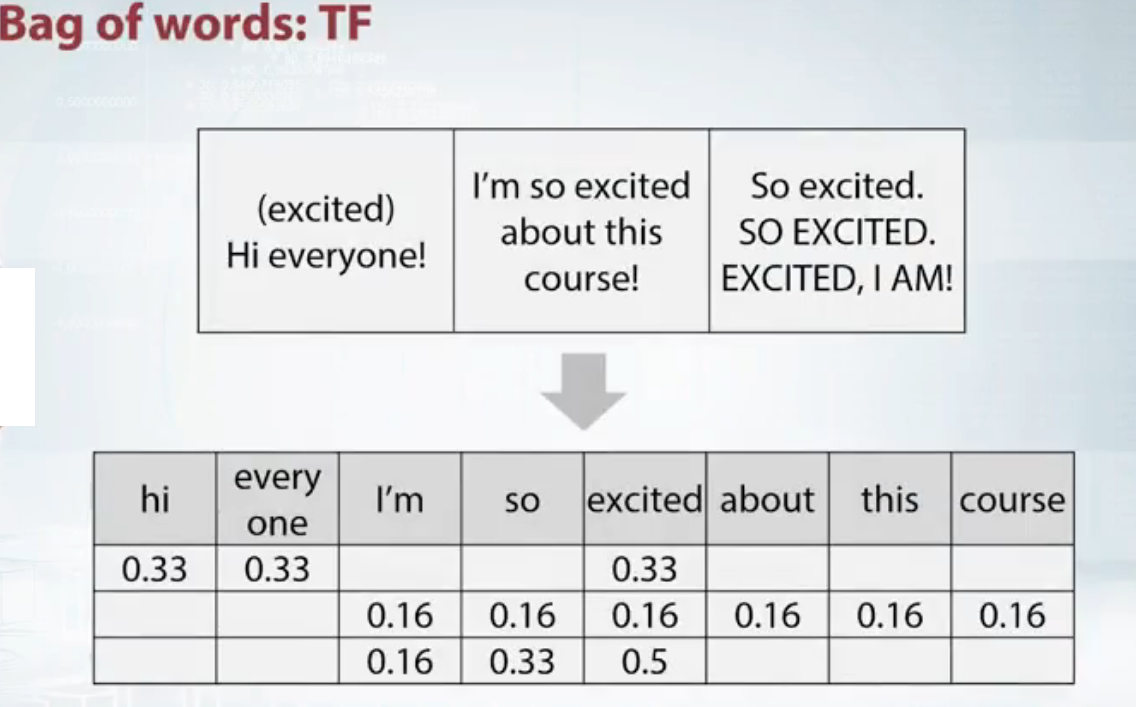 Bag of words: TF
(excited)
Hi everyone!
I'm so excited
about this
course!
So excited.
SO EXCITED.
EXCITED, I AM!
hi every one I'm so excited about this course
0.33 0.33 0.33
0.16 0.16 0.16 0.16 0.16 0.16
0.16 0.33 0.5